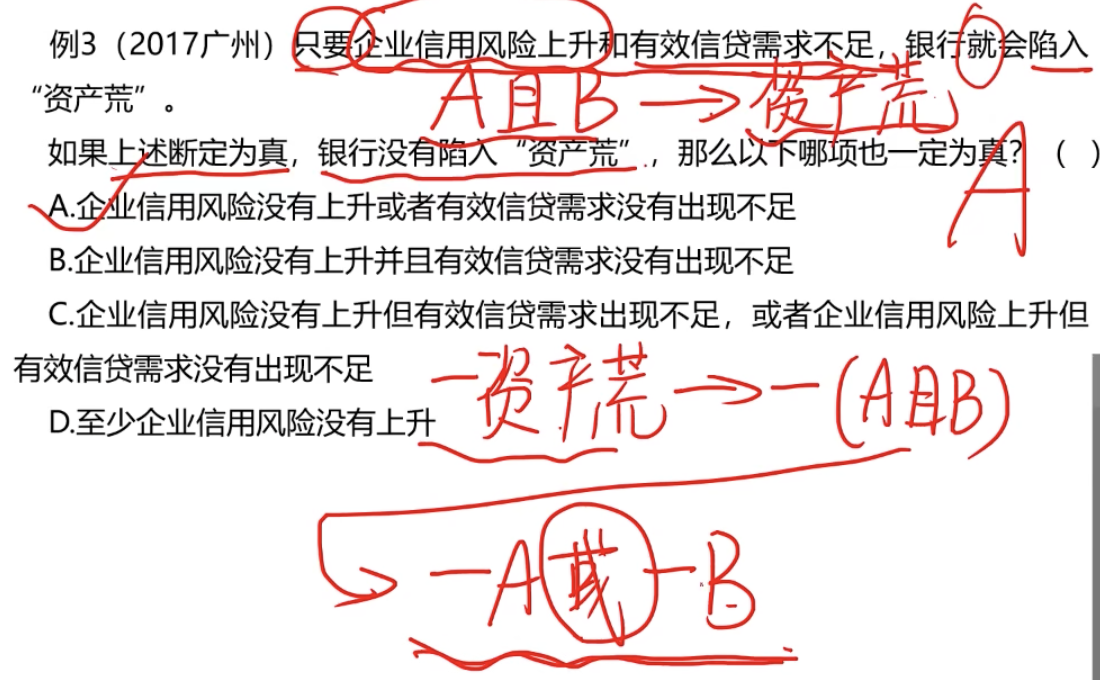 例3（2017广州）只要企业信用风险上升和有效信贷需求不足，银行就会陷入
“资产荒”。
A且B→资产荒
如果上述断定为真，银行没有陷入“资产荒”，那么以下哪项也一定为真？（ ）
A
A.企业信用风险没有上升或者有效信贷需求没有出现不足
B.企业信用风险没有上升并且有效信贷需求没有出现不足
C.企业信用风险没有上升但有效信贷需求出现不足，或者企业信用风险上升但
有效信贷需求没有出现不足
－资产荒→－(A且B)
D.至少企业信用风险没有上升
－A或－B